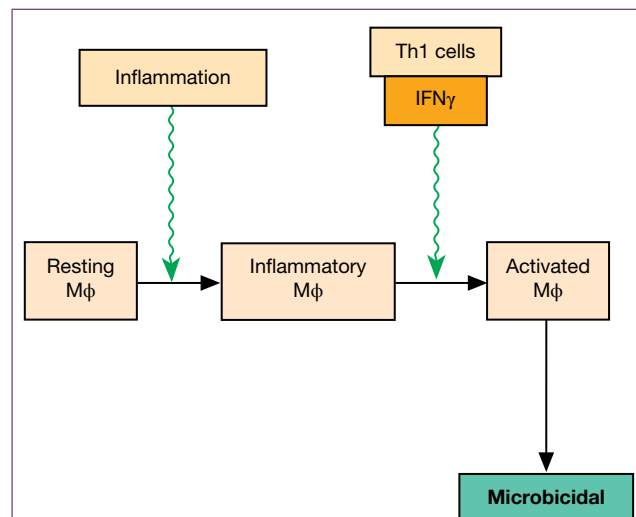 Inflammation
Th1 cells
IFNγ
Resting
Mϕ
Inflammatory
Mϕ
Activated
Mϕ
Microbicidal